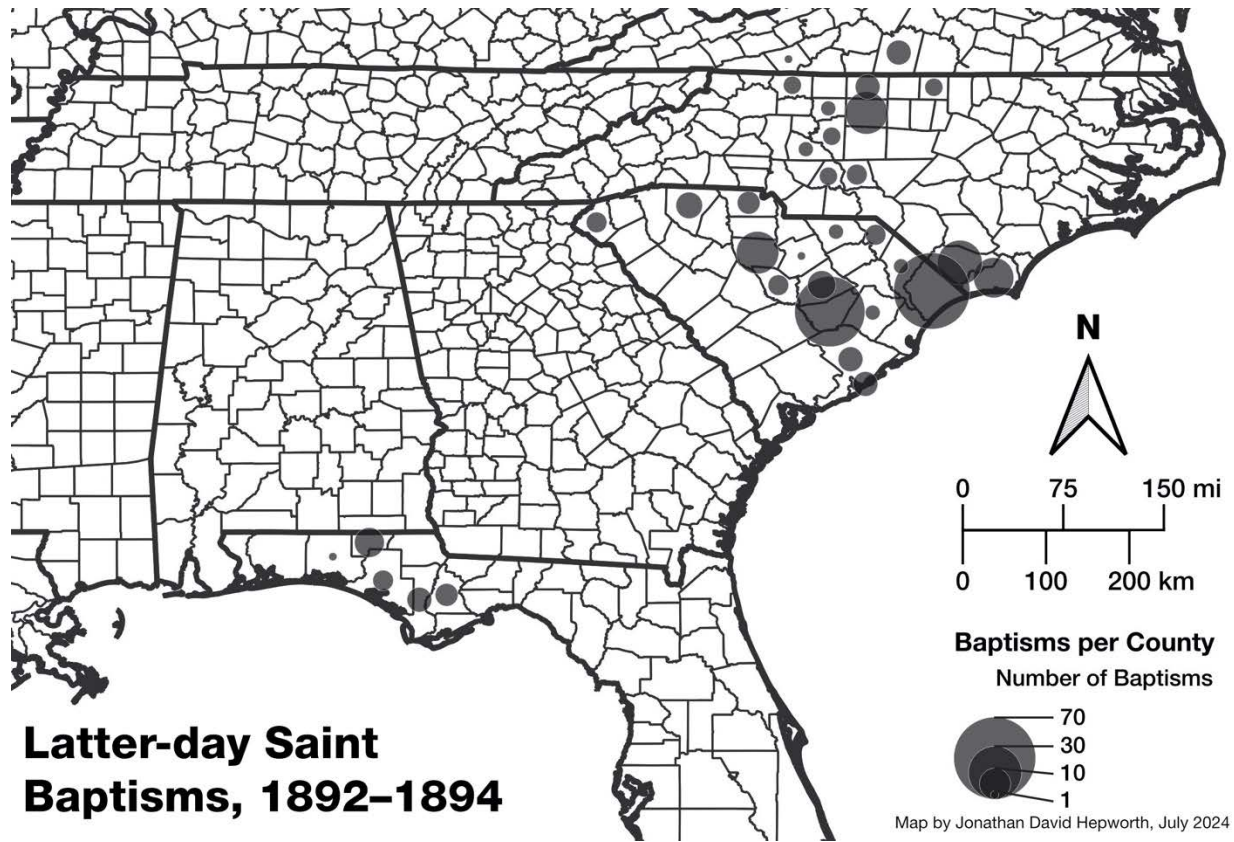 N
0 75 150 mi
0 100 200 km
Baptisms per County
Number of Baptisms
70
30
10
1
Latter-day Saint
Baptisms, 1892–1894
Map by Jonathan David Hepworth, July 2024